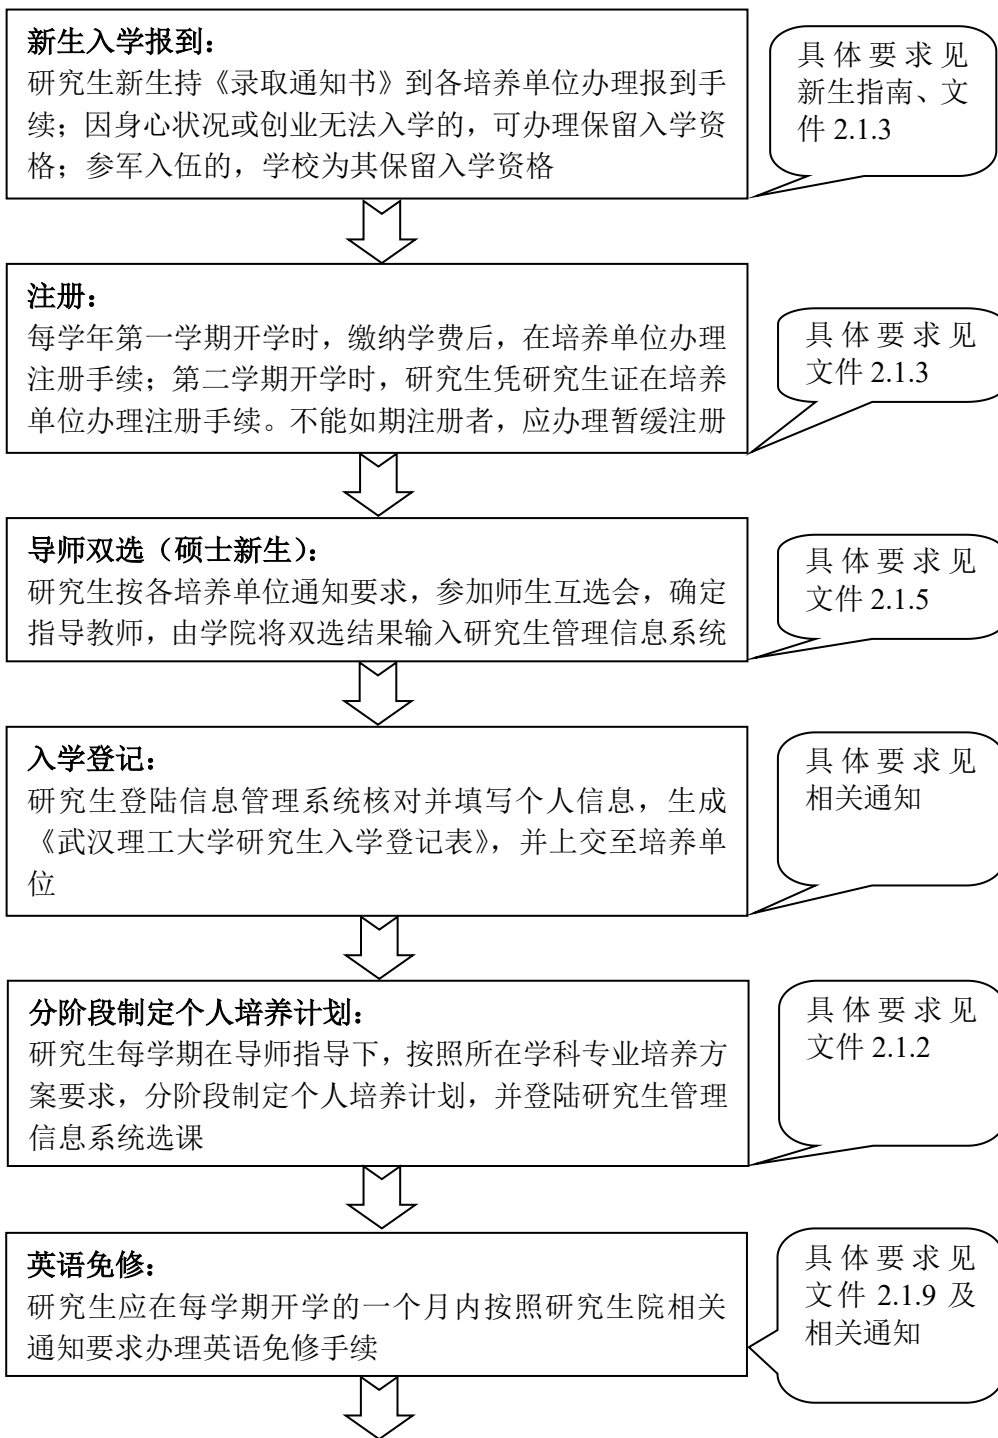 新生入学报到：
研究生新生持《录取通知书》到各培养单位办理报到手
续；因身心状况或创业无法入学的，可办理保留入学资
格；参军入伍的，学校为其保留入学资格
具体要求见
新生指南、文
件 2.1.3
注册：
每学年第一学期开学时，缴纳学费后，在培养单位办理
注册手续；第二学期开学时，研究生凭研究生证在培养
单位办理注册手续。不能如期注册者，应办理暂缓注册
具体要求见
文件 2.1.3
导师双选（硕士新生）：
研究生按各培养单位通知要求，参加师生互选会，确定
指导教师，由学院将双选结果输入研究生管理信息系统
具体要求见
文件 2.1.5
入学登记：
研究生登陆信息管理系统核对并填写个人信息，生成
《武汉理工大学研究生入学登记表》，并上交至培养单
位
具体要求见
相关通知
分阶段制定个人培养计划：
研究生每学期在导师指导下，按照所在学科专业培养方
案要求，分阶段制定个人培养计划，并登陆研究生管理
信息系统选课
具体要求见
文件 2.1.2
英语免修：
研究生应在每学期开学的一个月内按照研究生院相关
通知要求办理英语免修手续
具体要求见
文件 2.1.9 及
相关通知